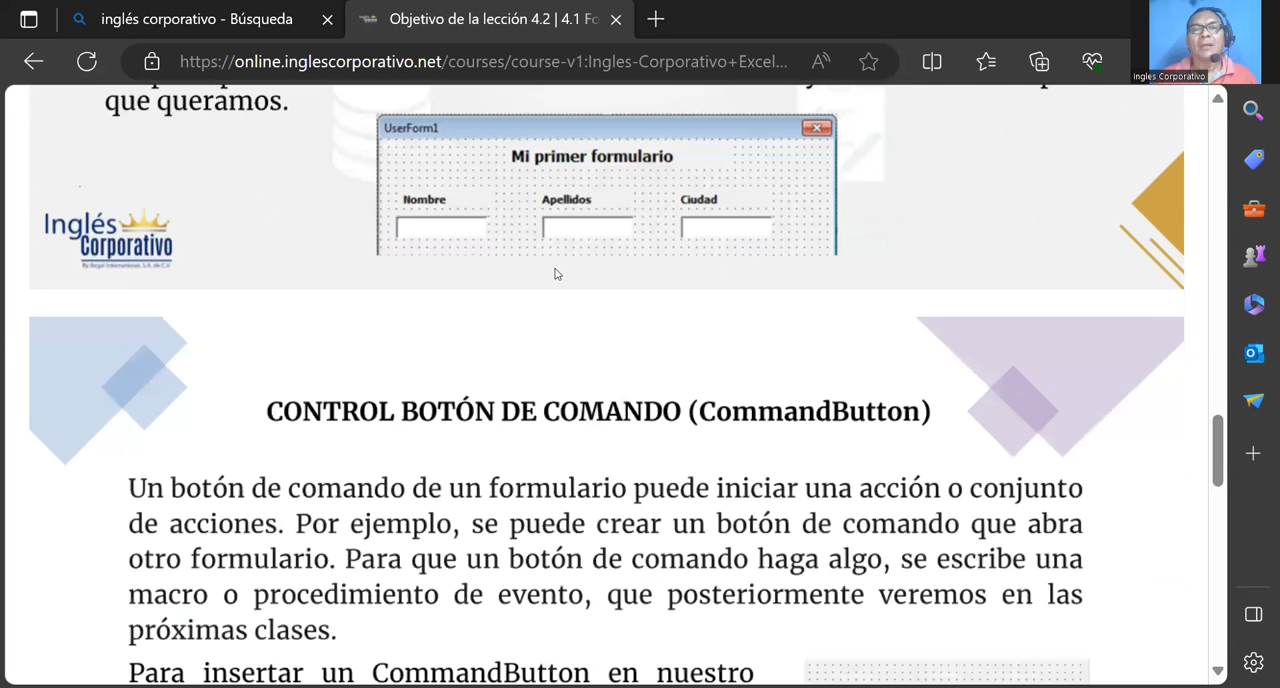 inglés corporativo - Búsqueda
Objetivo de la lección 4.2 | 4.1 Fo
https://online.inglescorporativo.net/courses/course-v1:Ingles-Corporativo+Excel...
Ingles Corporativo
que queramos.
UserForm1
Mi primer formulario
Nombre Apellidos Ciudad
Inglés
Corporativo
CONTROL BOTÓN DE COMANDO (CommandButton)
Un botón de comando de un formulario puede iniciar una acción o conjunto
de acciones. Por ejemplo, se puede crear un botón de comando que abra
otro formulario. Para que un botón de comando haga algo, se escribe una
macro o procedimiento de evento, que posteriormente veremos en las
próximas clases.
Para insertar un CommandButton en nuestro